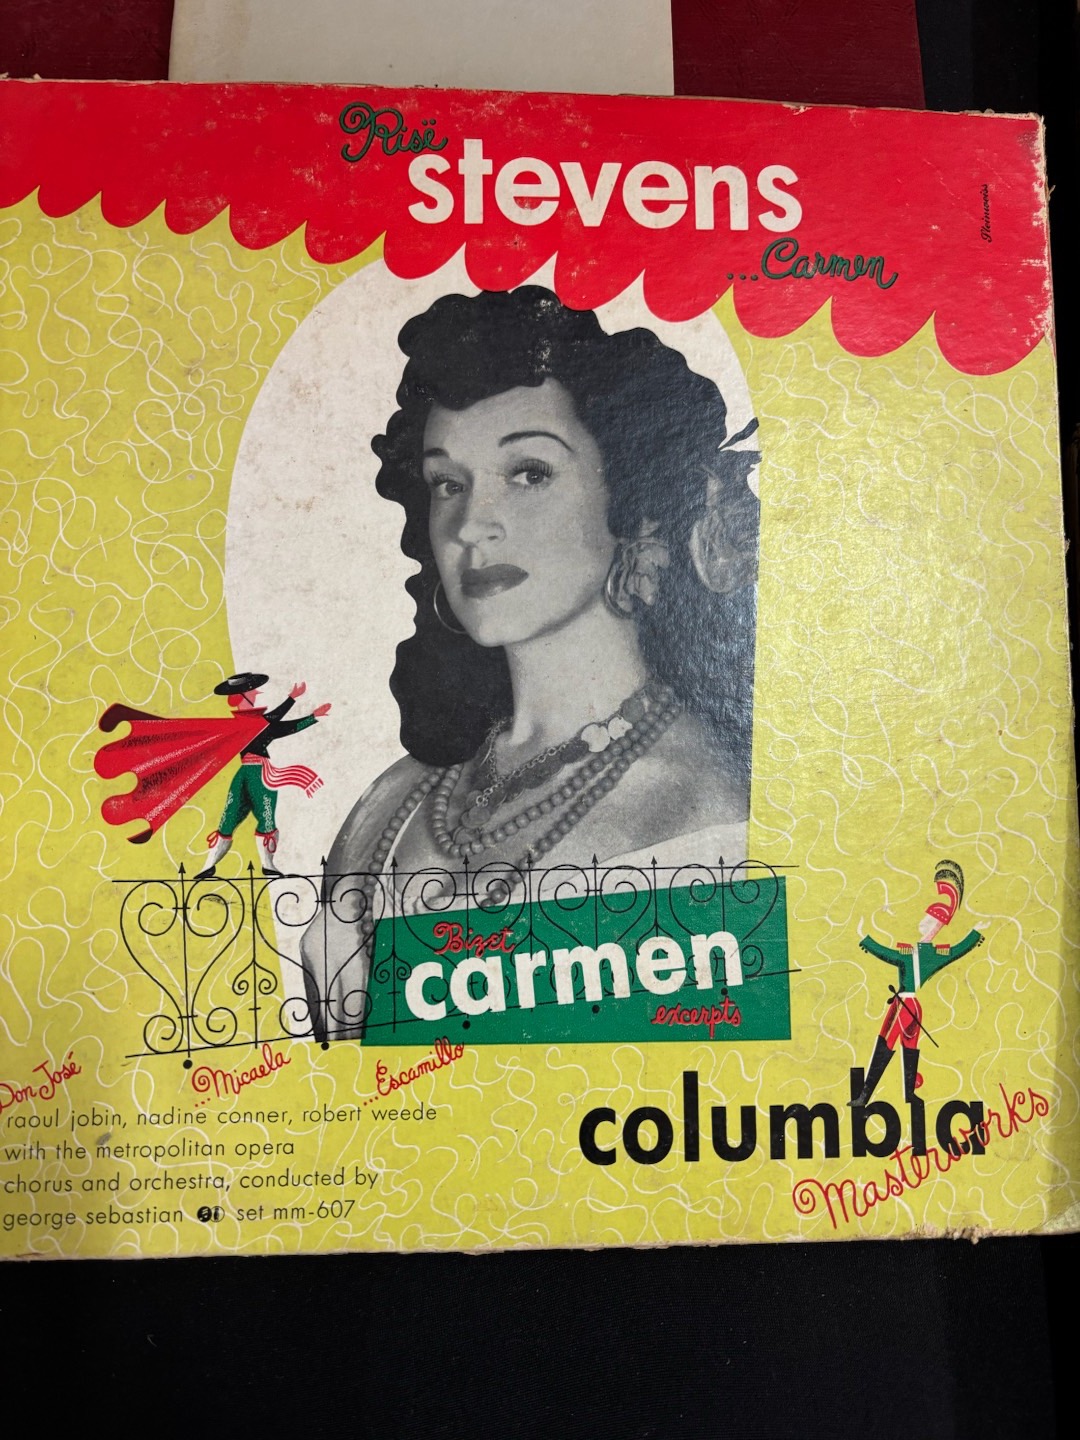 Risë
stevens
Steinweiss
...Carmen
Bizet
carmen
excerpts
Don José
...Micaela
...Escamillo
raoul jobin, nadine conner, robert weede
with the metropolitan opera
chorus and orchestra, conducted by
george sebastian set mm-607
columbia
Masterworks